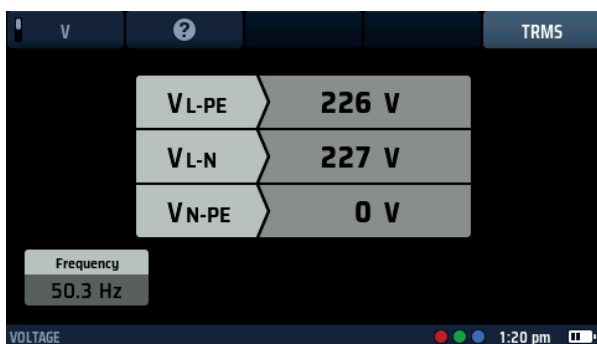 V ? TRMS
VL-PE 226 V
VL-N 227 V
VN-PE 0 V
Frequency
50.3 Hz
VOLTAGE 1:20 pm